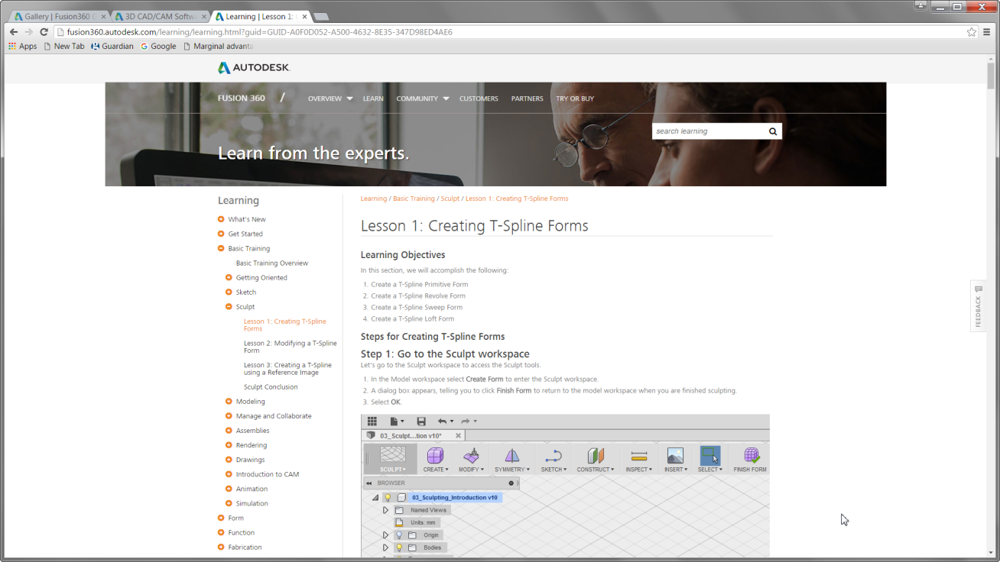 Gallery | Fusion360
3D CAD/CAM Softw
Learning | Lesson 1:
fusion360.autodesk.com/learning/learning.html?guid=GUID-A0F0D052-A500-4632-8E35-347D98ED4AE6
Apps New Tab Guardian Google Marginal advanta
AUTODESK.
FUSION 360 / OVERVIEW LEARN COMMUNITY CUSTOMERS PARTNERS TRY OR BUY
search learning
Learn from the experts.
Learning
What's New
Get Started
Basic Training
Basic Training Overview
Getting Oriented
Sketch
Sculpt
Lesson 1: Creating T-Spline
Forms
Lesson 2: Modifying a T-Spline
Form
Lesson 3: Creating a T-Spline
using a Reference Image
Sculpt Conclusion
Modeling
Manage and Collaborate
Assemblies
Rendering
Drawings
Introduction to CAM
Animation
Simulation
Form
Function
Fabrication
Learning / Basic Training / Sculpt / Lesson 1: Creating T-Spline Forms
Lesson 1: Creating T-Spline Forms
Learning Objectives
In this section, we will accomplish the following:
1. Create a T-Spline Primitive Form
2. Create a T-Spline Revolve Form
3. Create a T-Spline Sweep Form
4. Create a T-Spline Loft Form
Steps for Creating T-Spline Forms
Step 1: Go to the Sculpt workspace
Let's go to the Sculpt workspace to access the Sculpt tools.
1. In the Model workspace select Create Form to enter the Sculpt workspace.
2. A dialog box appears, telling you to click Finish Form to return to the model workspace when you are finished sculpting.
3. Select OK.
03_Sculpt...tion v10*
SCULPT CREATE MODIFY SYMMETRY SKETCH CONSTRUCT INSPECT INSERT SELECT FINISH FORM
BROWSER
03_Sculpting_Introduction v10
Named Views
Units: mm
Origin
Bodies
FEEDBACK